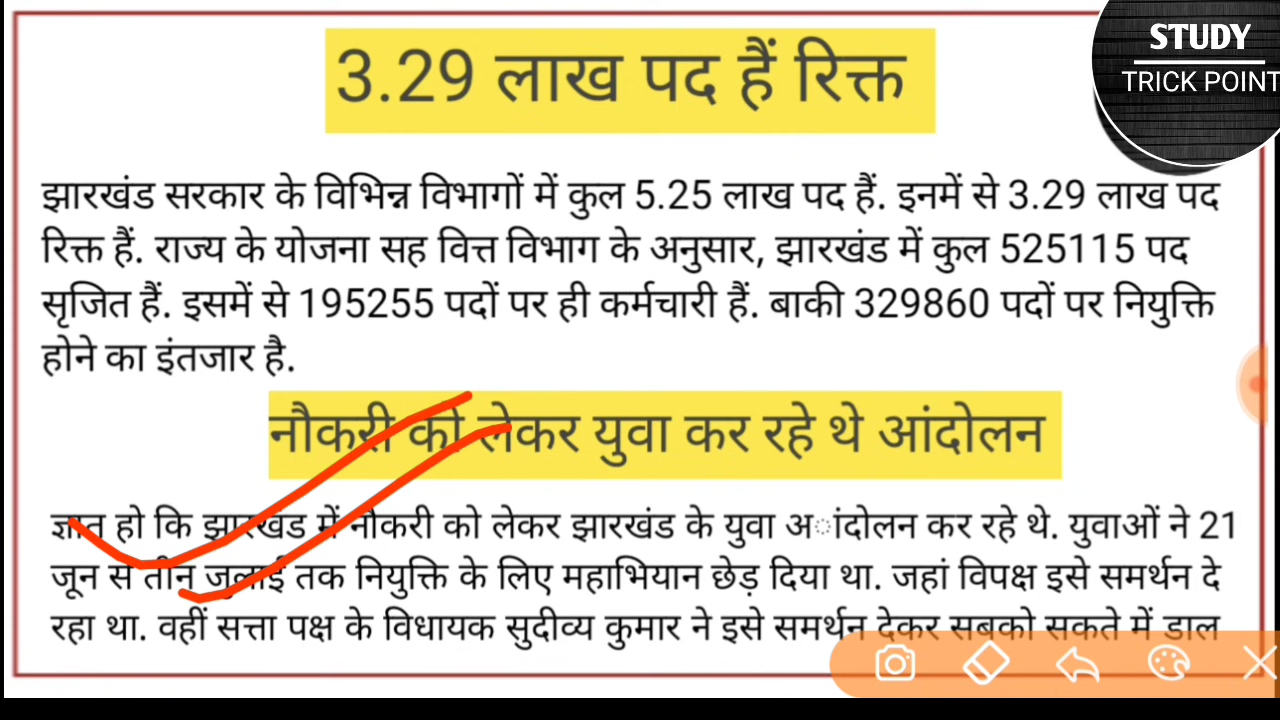 STUDY
TRICK POINT
3.29 लाख पद हैं रिक्त
झारखंड सरकार के विभिन्न विभागों में कुल 5.25 लाख पद हैं. इनमें से 3.29 लाख पद
रिक्त हैं. राज्य के योजना सह वित्त विभाग के अनुसार, झारखंड में कुल 525115 पद
सृजित हैं. इसमें से 195255 पदों पर ही कर्मचारी हैं. बाकी 329860 पदों पर नियुक्ति
होने का इंतजार है.
नौकरी को लेकर युवा कर रहे थे आंदोलन
ज्ञात हो कि झारखंड में नौकरी को लेकर झारखंड के युवा अांदोलन कर रहे थे. युवाओं ने 21
जून से तीन जुलाई तक नियुक्ति के लिए महाभियान छेड़ दिया था. जहां विपक्ष इसे समर्थन दे
रहा था. वहीं सत्ता पक्ष के विधायक सुदीव्य कुमार ने इसे समर्थन देकर सबको सकते में डाल